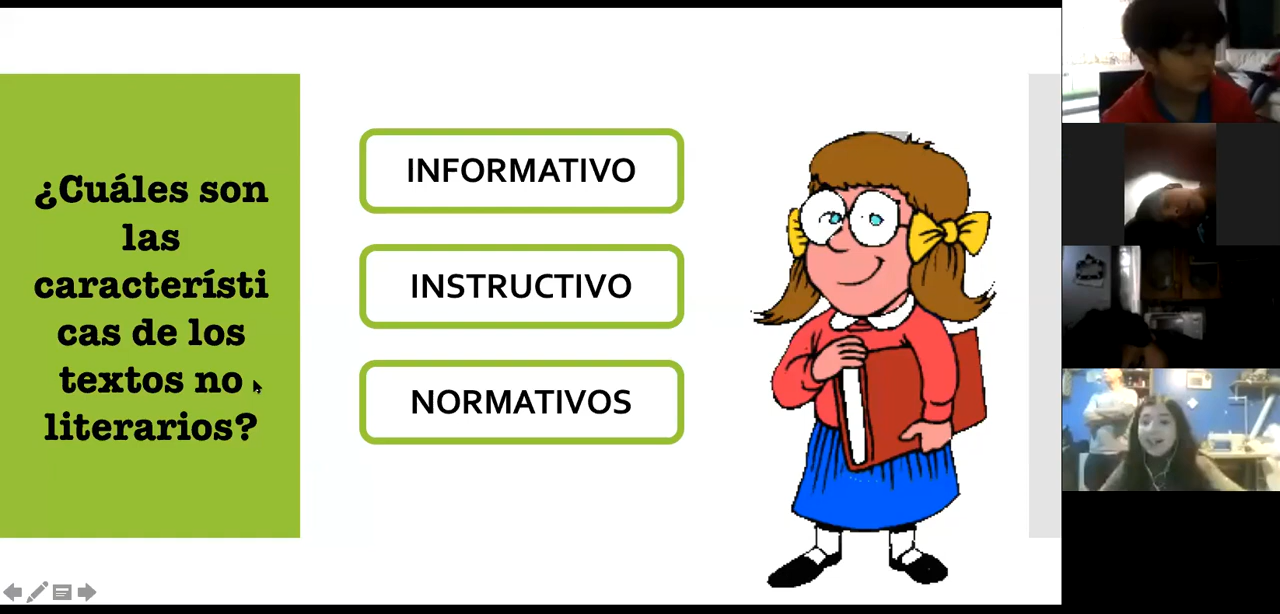 ¿Cuáles son
las
característi
cas de los
textos no
literarios?
INFORMATIVO
INSTRUCTIVO
NORMATIVOS